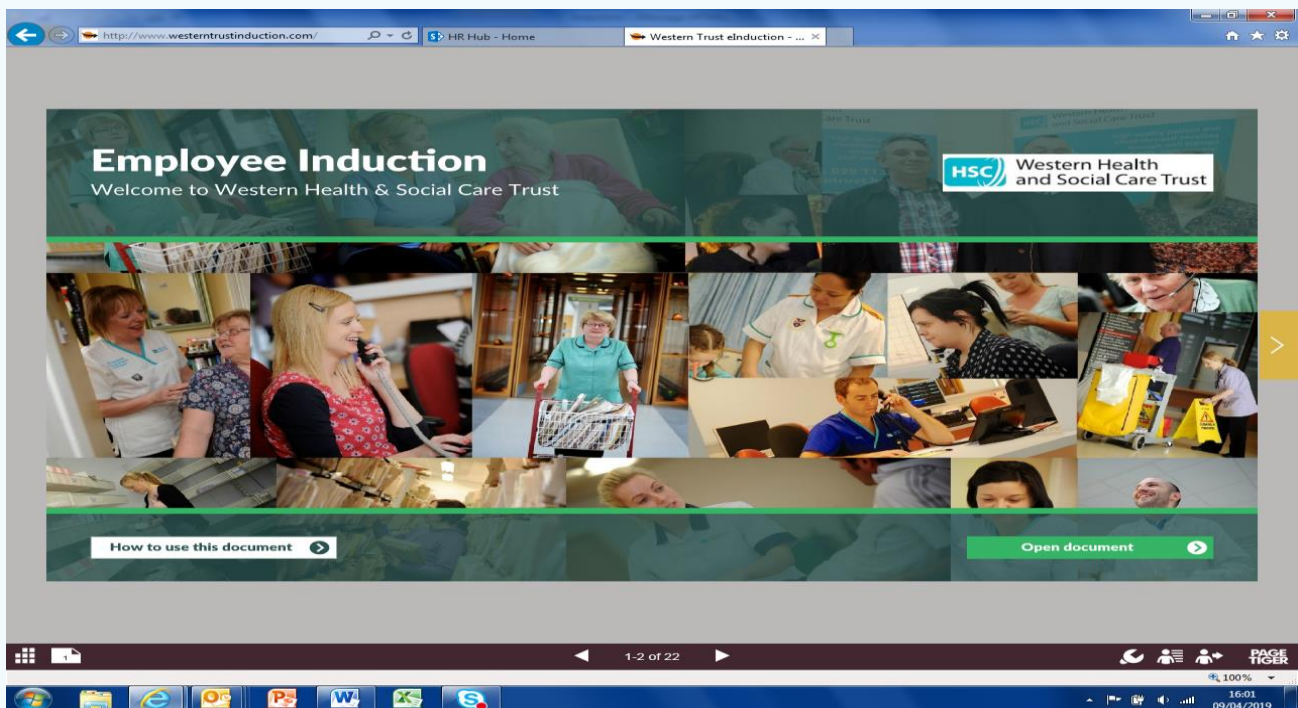 http://www.westerntrustinduction.com/
HR Hub - Home
Western Trust eInduction - ...
Employee Induction
Welcome to Western Health & Social Care Trust
HSC
Western Health
and Social Care Trust
How to use this document
Open document
1
1-2 of 22
PAGE
TIGER
100%
16:01
09/04/2019